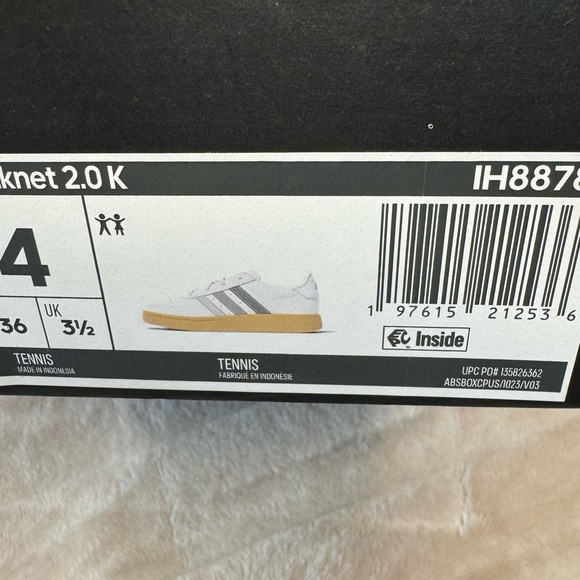 knet 2.0 K
IH8878
4
36
UK
3½
1 97615 21253 6
Inside
TENNIS
MADE IN INDONESIA
TENNIS
FABRIQUÉ EN INDONÉSIE
UPC PO# 135826362
ABSBOXCPUS/1023/V03